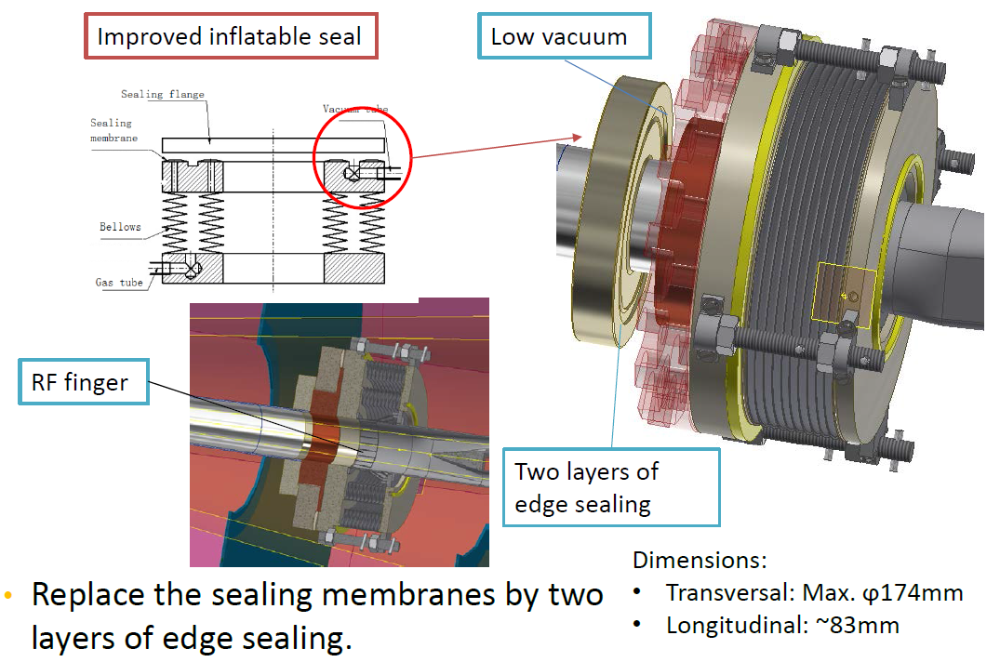 Improved inflatable seal
Low vacuum
Sealing flange
Vacuum tube
Sealing
membrane
Bellows
Gas tube
RF finger
Two layers of
edge sealing
Dimensions:
• Transversal: Max. φ174mm
• Longitudinal: ~83mm
• Replace the sealing membranes by two
layers of edge sealing.